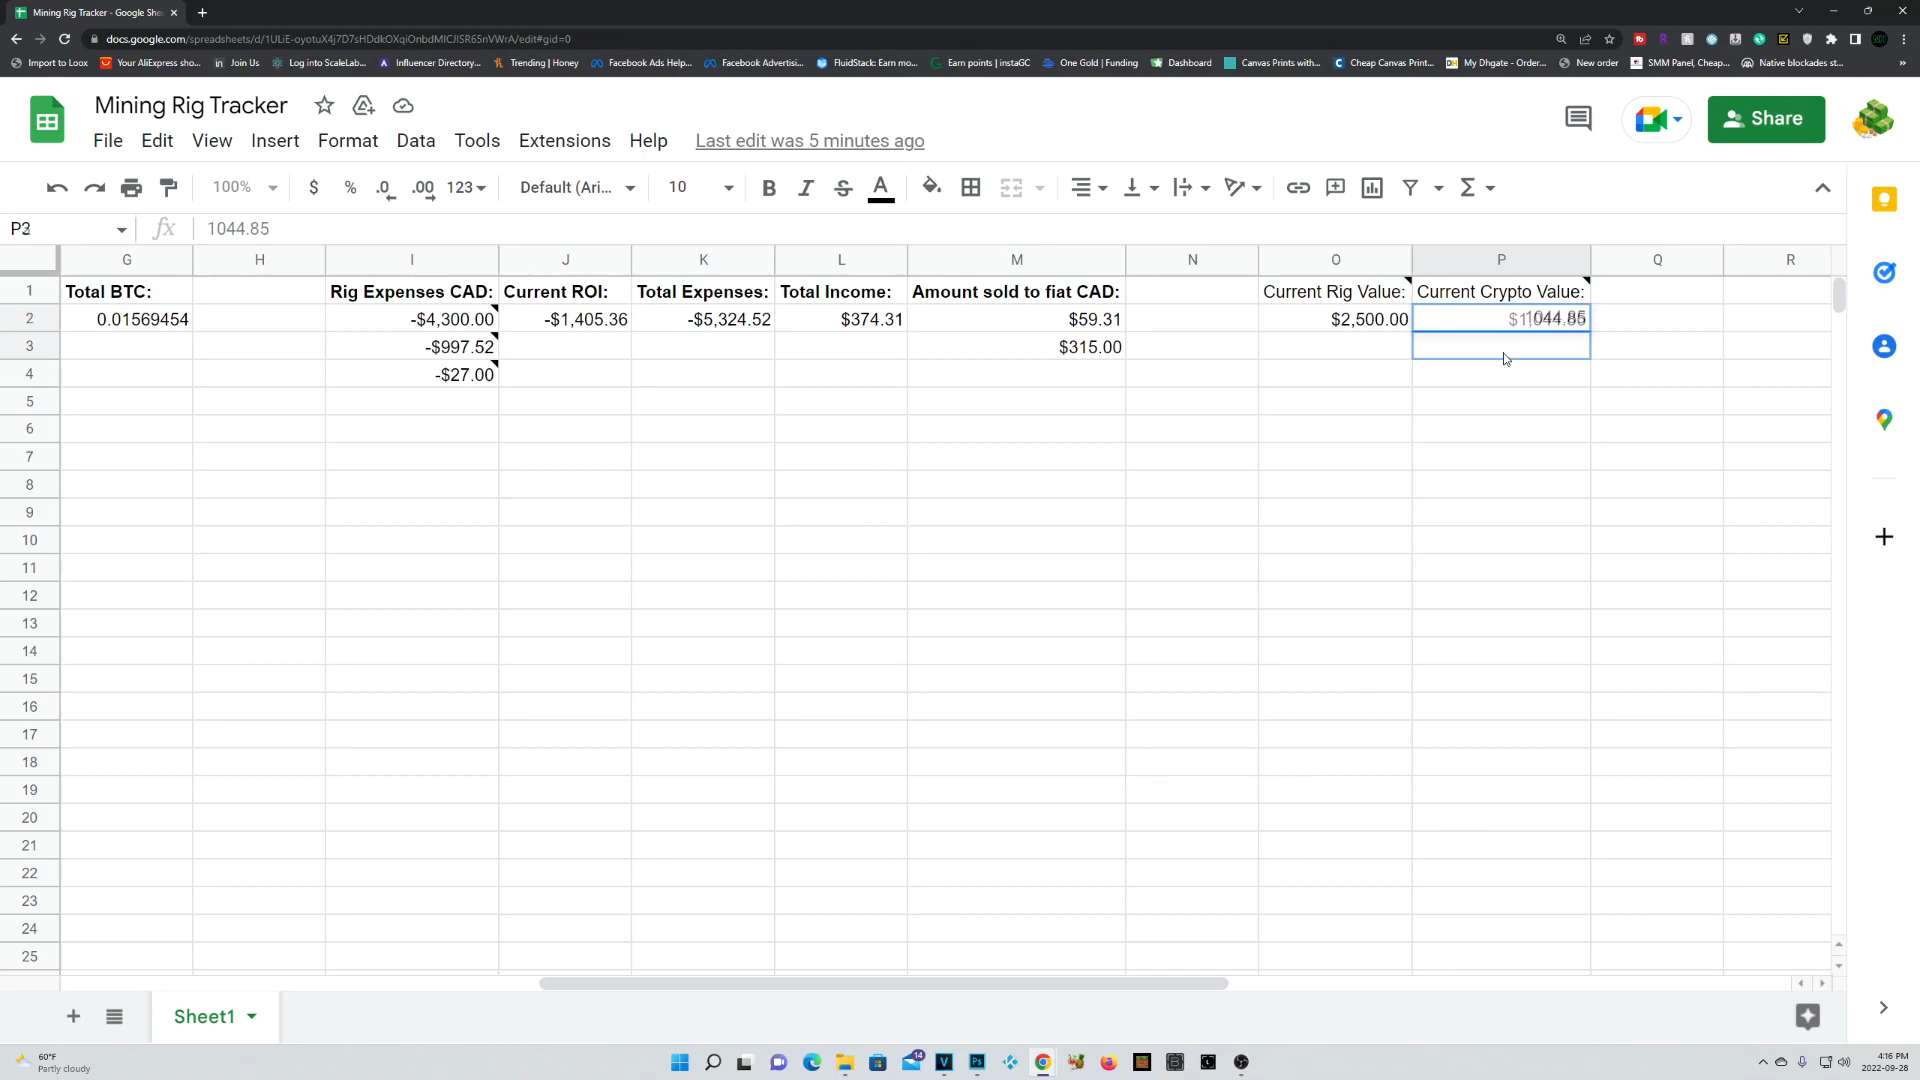 Mining Rig Tracker - Google She
docs.google.com/spreadsheets/d/1ULiE-oyotuX4j7D7sHDdkOXqiOnbdMlCJlSR65nVWrA/edit#gid=0
Import to Loox
Your AliExpress sho...
Join Us
Log into ScaleLab...
Influencer Directory...
Trending | Honey
Facebook Ads Help...
Facebook Advertisi...
FluidStack: Earn mo...
Earn points | instaGC
One Gold | Funding
Dashboard
Canvas Prints with...
Cheap Canvas Print...
My Dhgate - Order...
New order
SMM Panel, Cheap...
Native blockades st...
Mining Rig Tracker
Share
File Edit View Insert Format Data Tools Extensions Help Last edit was 5 minutes ago
100% $ % .0 .00 123 Default (Ari... 10 B I S A
fx 1044.85
G H I J K L M N O P Q R
1 Total BTC: Rig Expenses CAD: Current ROI: Total Expenses: Total Income: Amount sold to fiat CAD: Current Rig Value: Current Crypto Value:
2 0.01569454 -$4,300.00 -$1,405.36 -$5,324.52 $374.31 $59.31 $2,500.00
3 -$997.52 $315.00
4 -$27.00
5
6
7
8
9
10
11
12
13
14
15
16
17
18
19
20
21
22
23
24
25
Sheet1
60°F
Partly cloudy
14
4:16 PM
2022-09-28